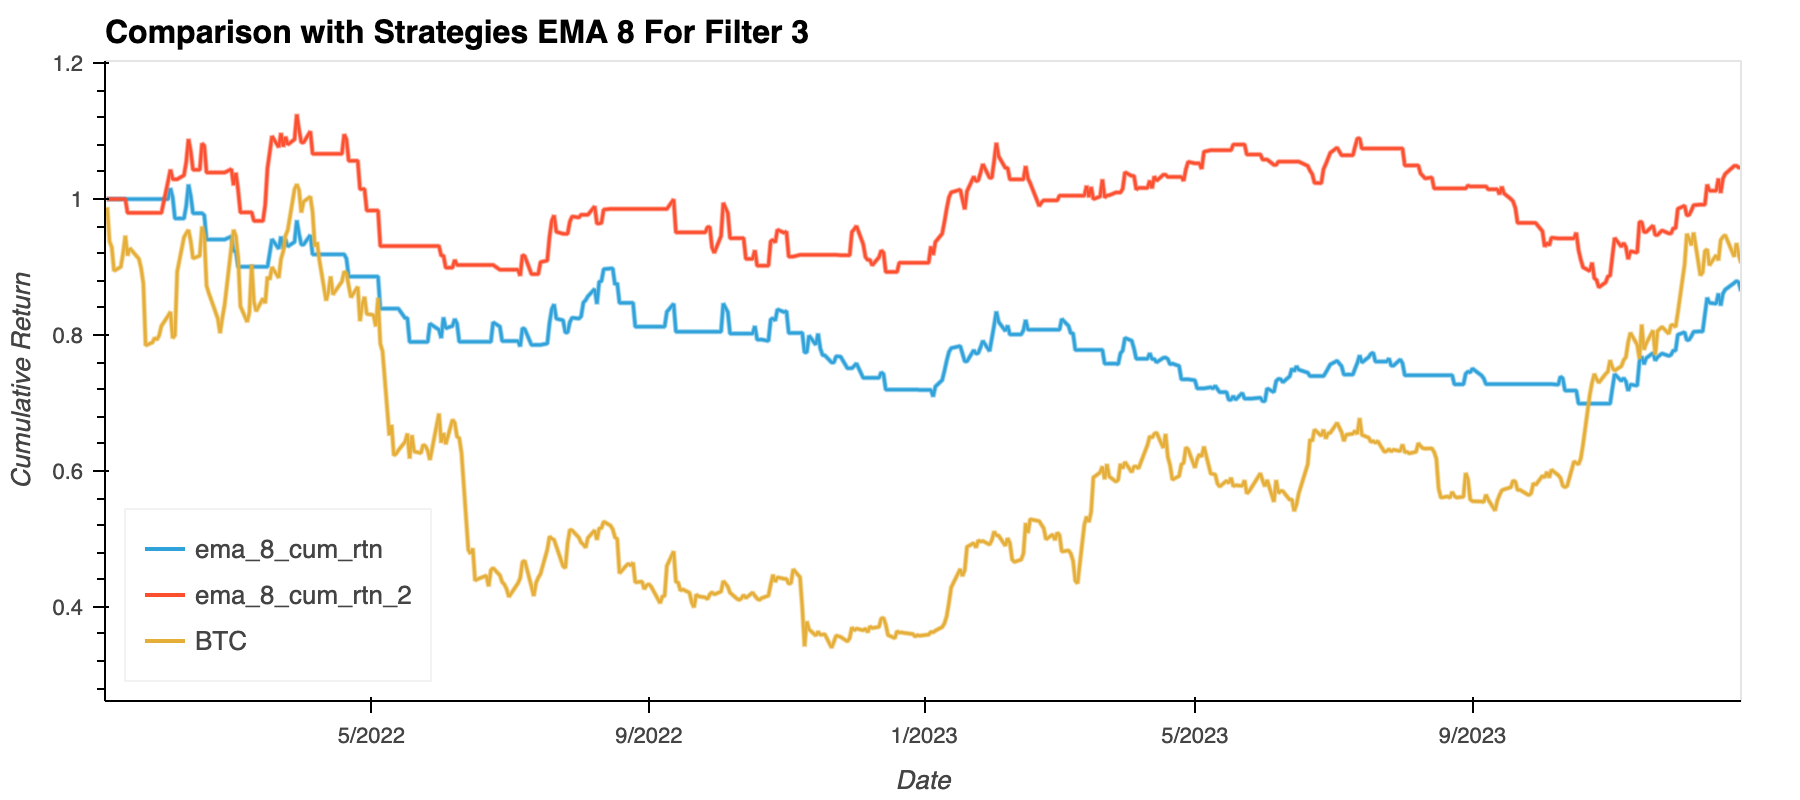 Comparison with Strategies EMA 8 For Filter 3
1.2
1
0.8
0.6
0.4
Cumulative Return
ema_8_cum_rtn
ema_8_cum_rtn_2
BTC
5/2022
9/2022
1/2023
5/2023
9/2023
Date